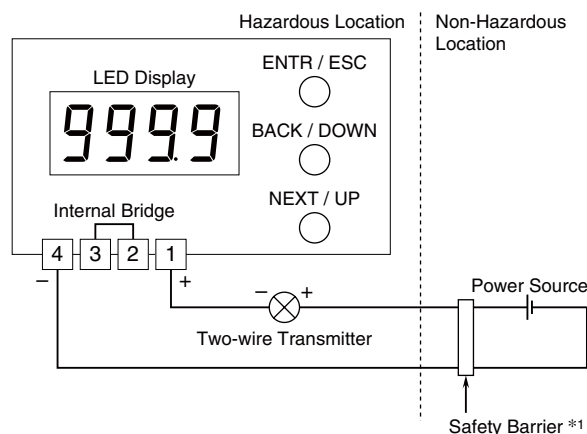 Hazardous Location
Non-Hazardous
Location
LED Display
ENTR / ESC
999.9
BACK / DOWN
NEXT / UP
Internal Bridge
4 3 2 1
− +
− +
Power Source
Two-wire Transmitter
Safety Barrier *1